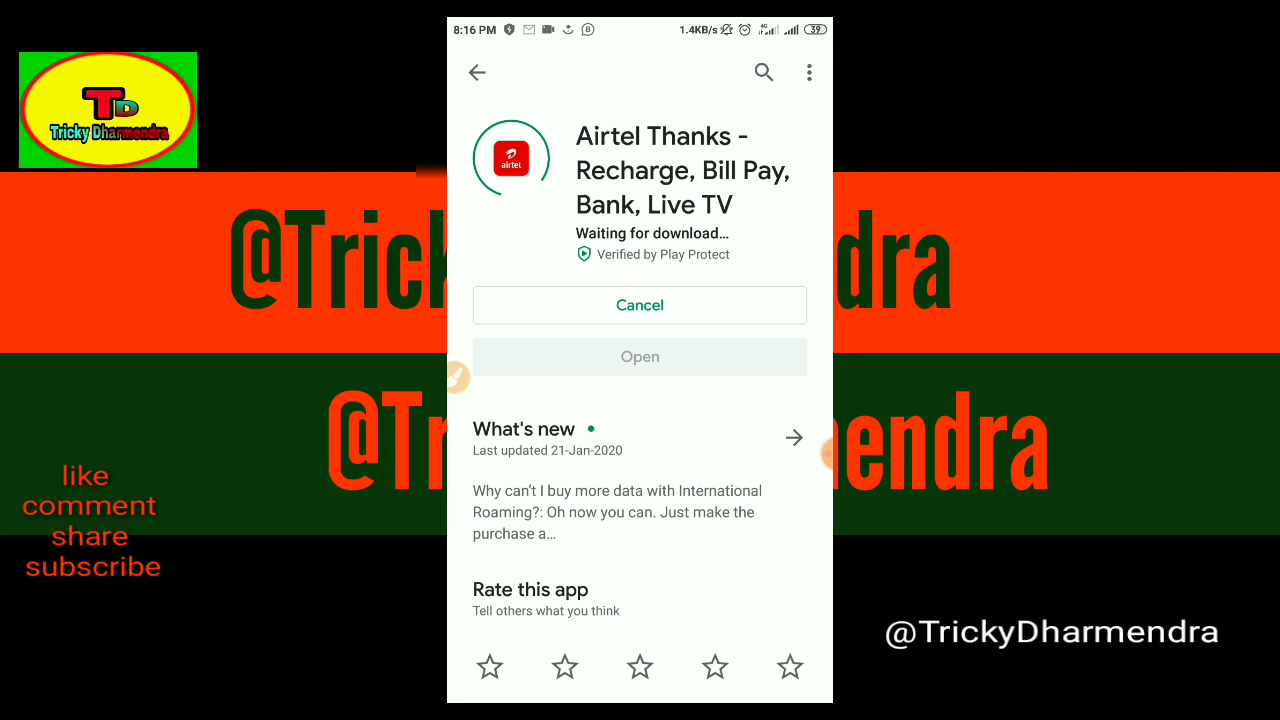 TD
Tricky Dharmendra
like
comment
share
subscribe
8:16 PM
B
1.4KB/s
4G
39
airtel
Airtel Thanks -
Recharge, Bill Pay,
Bank, Live TV
Waiting for download...
Verified by Play Protect
Cancel
Open
What's new
Last updated 21-Jan-2020
Why can't I buy more data with International
Roaming?: Oh now you can. Just make the
purchase a...
Rate this app
Tell others what you think
@Tric dra
@Tr endra
@TrickyDharmendra